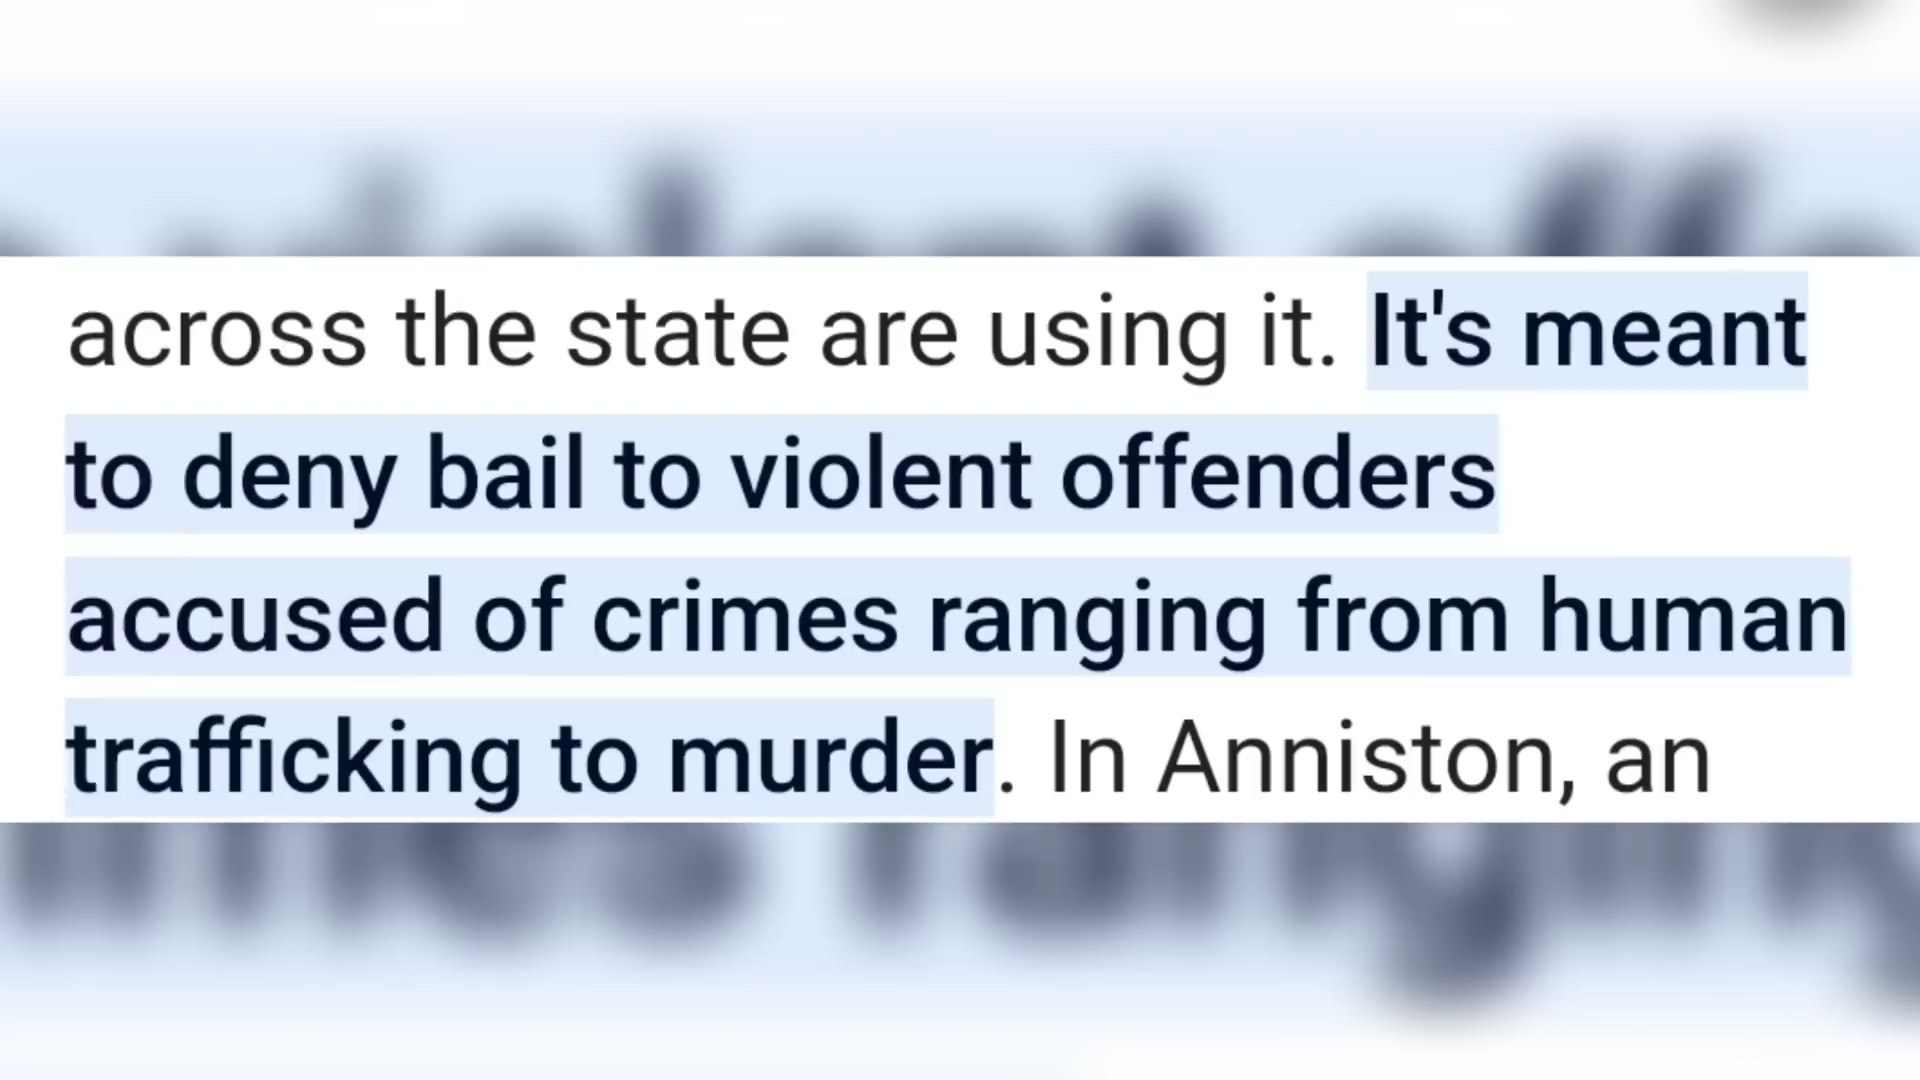 across the state are using it. It's meant
to deny bail to violent offenders
accused of crimes ranging from human
trafficking to murder. In Anniston, an